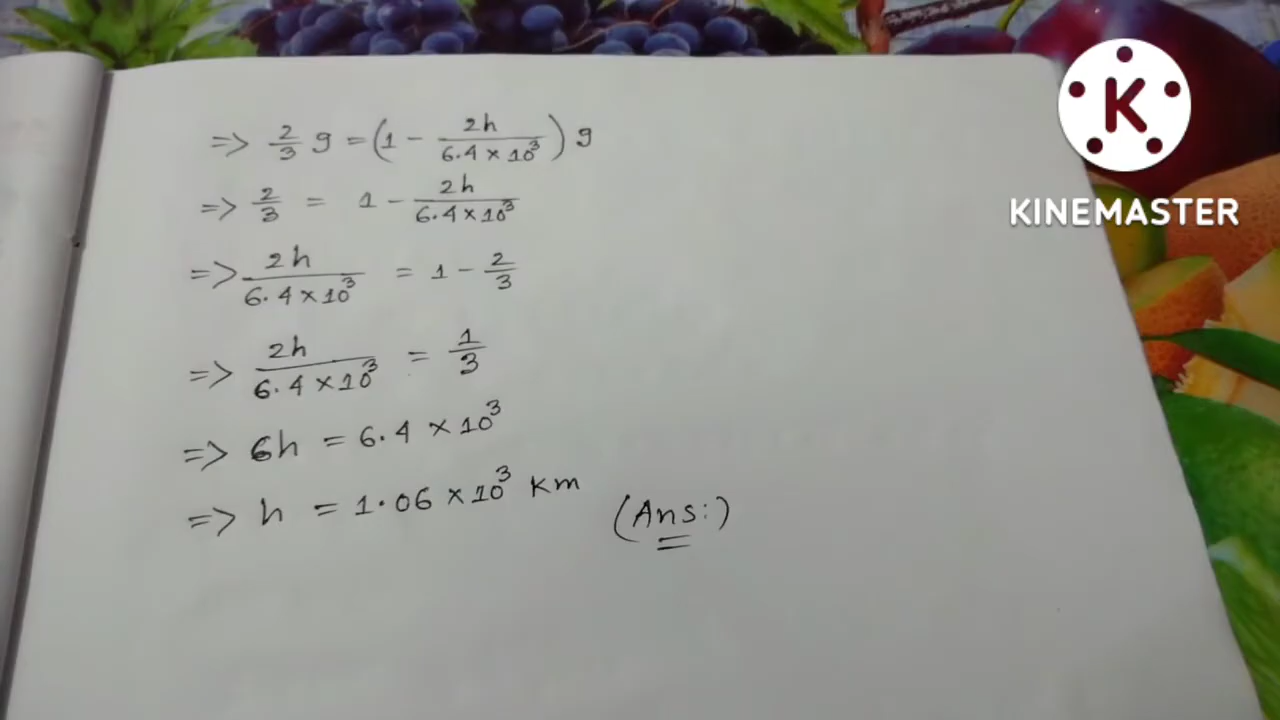 => 2/3 g = (1 - 2h/6.4 × 10³) g
=> 2/3 = 1 - 2h/6.4 × 10³
=> 2h/6.4 × 10³ = 1 - 2/3
=> 2h/6.4 × 10³ = 1/3
=> 6h = 6.4 × 10³
=> h = 1.06 × 10³ km (Ans:)
K
KINEMASTER